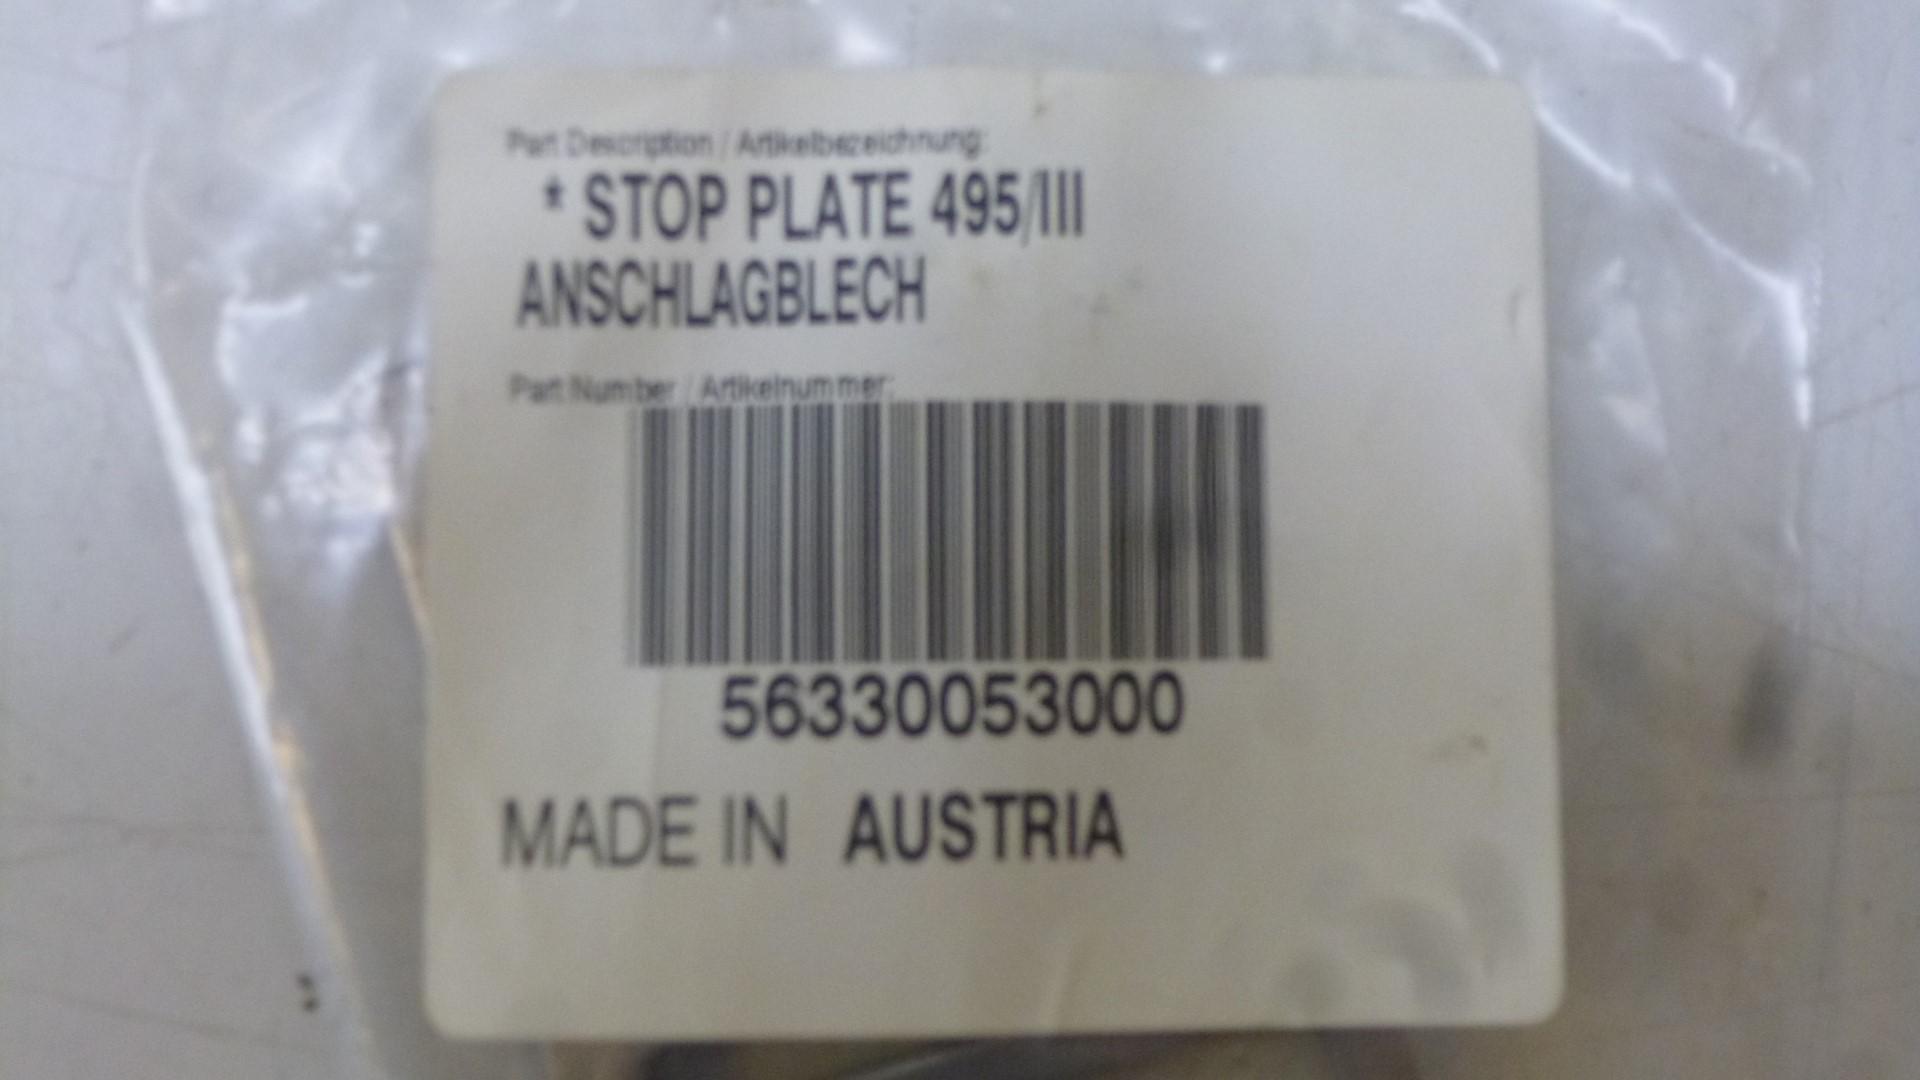 Part Description / Artikelbezeichnung:
* STOP PLATE 495/III
ANSCHLAGBLECH
Part Number / Artikelnummer:
56330053000
MADE IN AUSTRIA